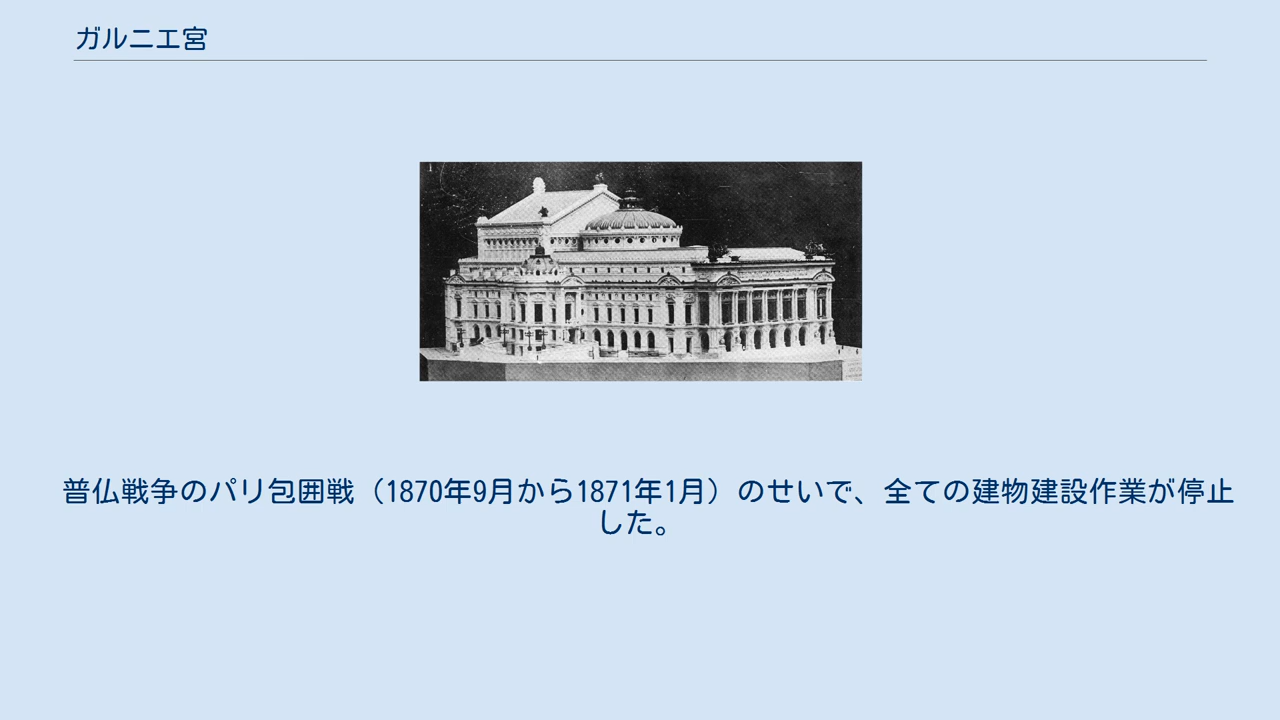 ガルニエ宮
普仏戦争のパリ包囲戦（1870年9月から1871年1月）のせいで、全ての建物建設作業が停止
した。